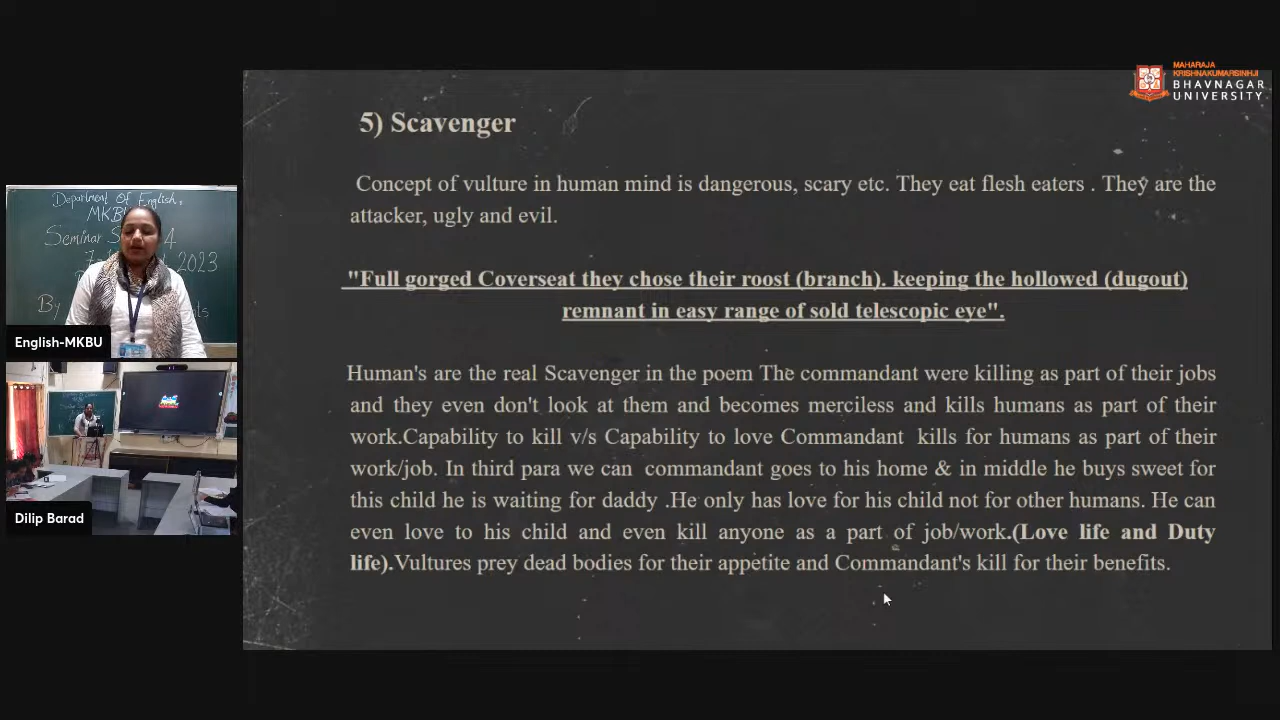 MAHARAJA
KRISHNAKUMARSINHJI
BHAVNAGAR
UNIVERSITY
5) Scavenger
Concept of vulture in human mind is dangerous, scary etc. They eat flesh eaters . They are the
attacker, ugly and evil.
"Full gorged Coverseat they chose their roost (branch). keeping the hollowed (dugout)
remnant in easy range of sold telescopic eye".
Human's are the real Scavenger in the poem The commandant were killing as part of their jobs
and they even don't look at them and becomes merciless and kills humans as part of their
work.Capability to kill v/s Capability to love Commandant kills for humans as part of their
work/job. In third para we can commandant goes to his home & in middle he buys sweet for
this child he is waiting for daddy .He only has love for his child not for other humans. He can
even love to his child and even kill anyone as a part of job/work.(Love life and Duty
life).Vultures prey dead bodies for their appetite and Commandant's kill for their benefits.
Department Of English,
MKBU
Seminar
4
2023
By
English-MKBU
Dilip Barad